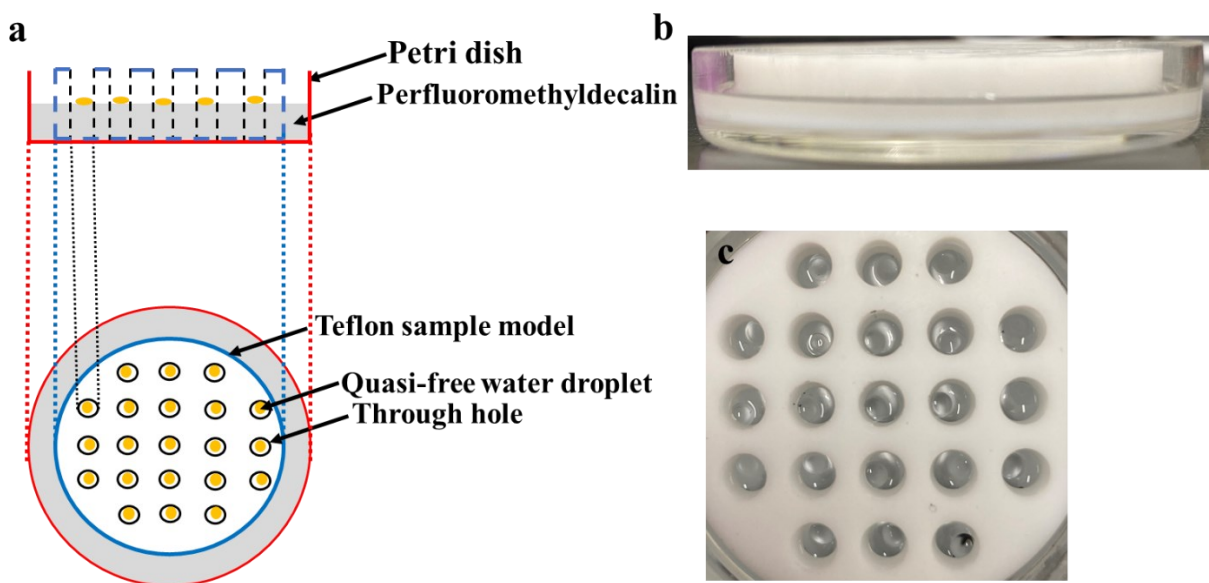 a
Petri dish
Perfluoromethyldecalin
Teflon sample model
Quasi-free water droplet
Through hole
b
c